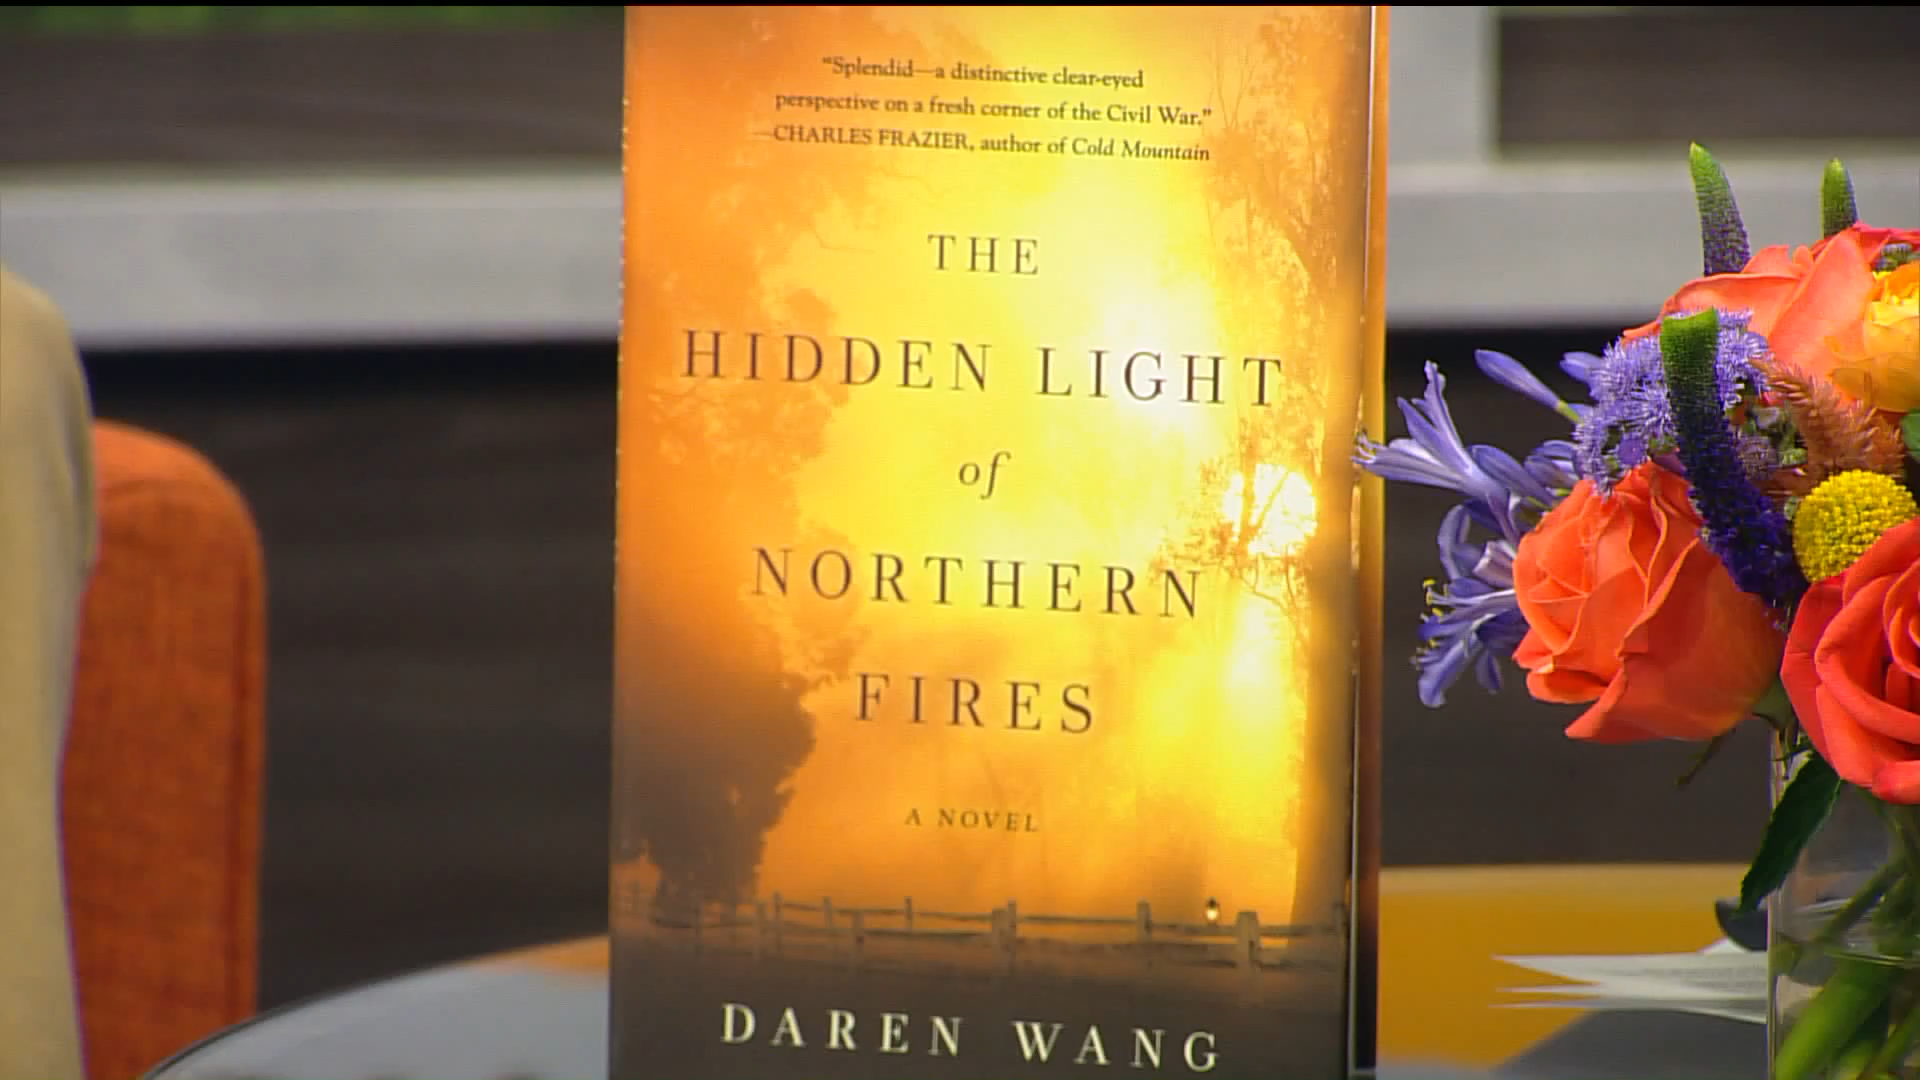 "Splendid—a distinctive clear-eyed
perspective on a fresh corner of the Civil War."
—CHARLES FRAZIER, author of Cold Mountain
THE
HIDDEN LIGHT
of
NORTHERN
FIRES
A NOVEL
DAREN WANG